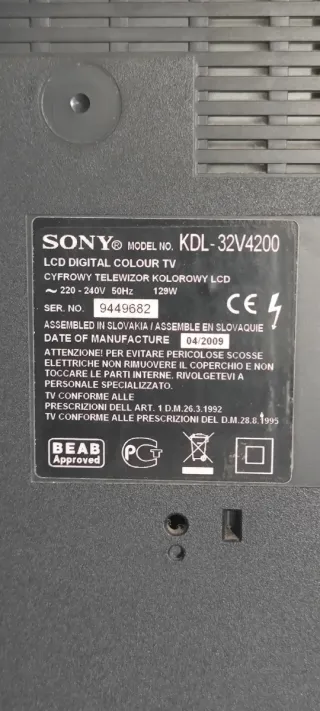 SONY® MODEL NO. KDL-32V4200
LCD DIGITAL COLOUR TV
CYFROWY TELEWIZOR KOLOROWY LCD
~ 220 - 240V 50Hz 129W
SER. NO. 9449682
CE
ASSEMBLED IN SLOVAKIA / ASSEMBLE EN SLOVAQUIE
DATE OF MANUFACTURE 04/2009
ATTENZIONE! PER EVITARE PERICOLOSE SCOSSE
ELETTRICHE NON RIMUOVERE IL COPERCHIO E NON
TOCCARE LE PARTI INTERNE. RIVOLGETEVI A
PERSONALE SPECIALIZZATO.
TV CONFORME ALLE
PRESCRIZIONI DELL ART. 1 D.M.26.3.1992
TV CONFORME ALLE PRESCRIZIONI DEL D.M.28.8.1995
BEAB
Approved